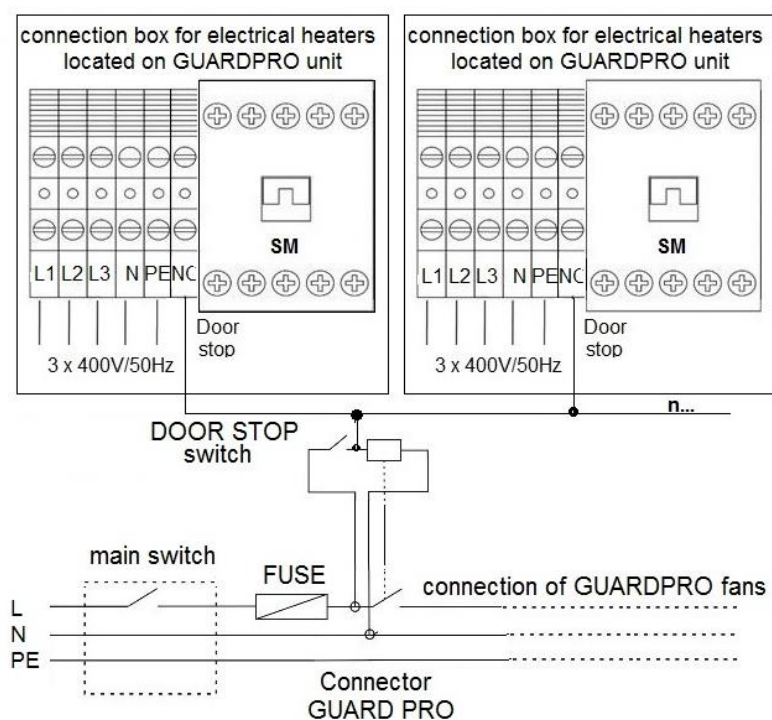 connection box for electrical heaters
located on GUARDPRO unit
SM
L1 L2 L3 N PE NO
Door
stop
3 x 400V/50Hz
connection box for electrical heaters
located on GUARDPRO unit
SM
L1 L2 L3 N PE NO
Door
stop
3 x 400V/50Hz
n...
DOOR STOP
switch
main switch
FUSE
connection of GUARDPRO fans
L
N
PE
Connector
GUARD PRO